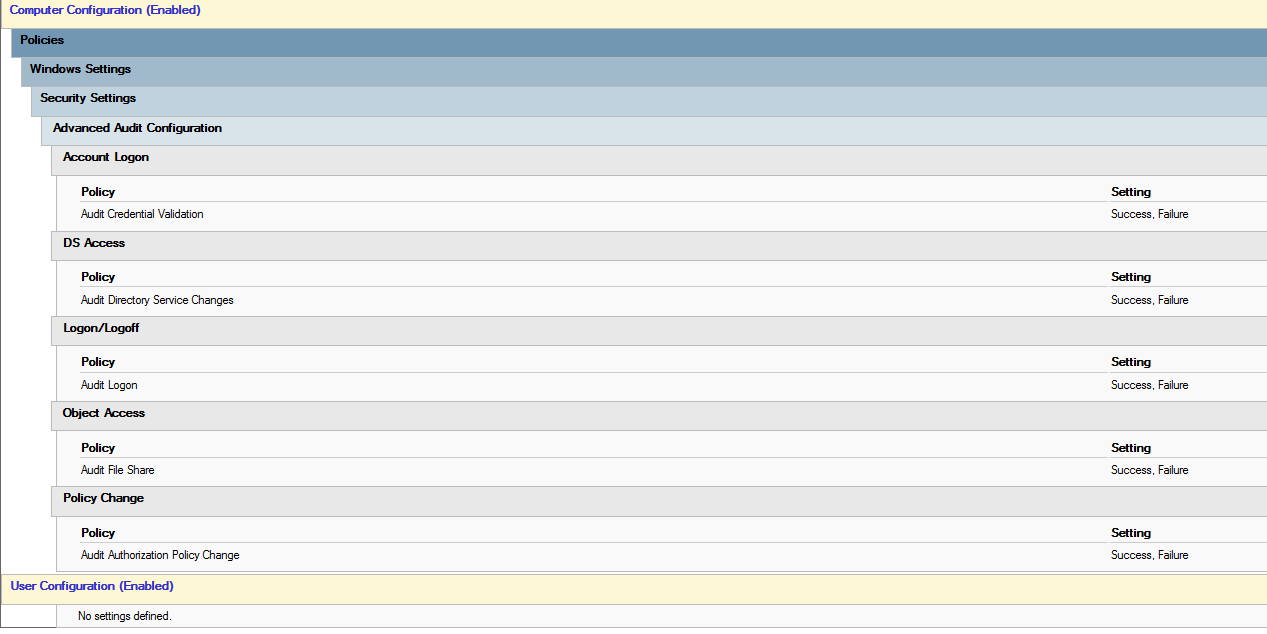 Computer Configuration (Enabled)
Policies
Windows Settings
Security Settings
Advanced Audit Configuration
Account Logon
Policy Setting
Audit Credential Validation Success, Failure
DS Access
Policy Setting
Audit Directory Service Changes Success, Failure
Logon/Logoff
Policy Setting
Audit Logon Success, Failure
Object Access
Policy Setting
Audit File Share Success, Failure
Policy Change
Policy Setting
Audit Authorization Policy Change Success, Failure
User Configuration (Enabled)
No settings defined.